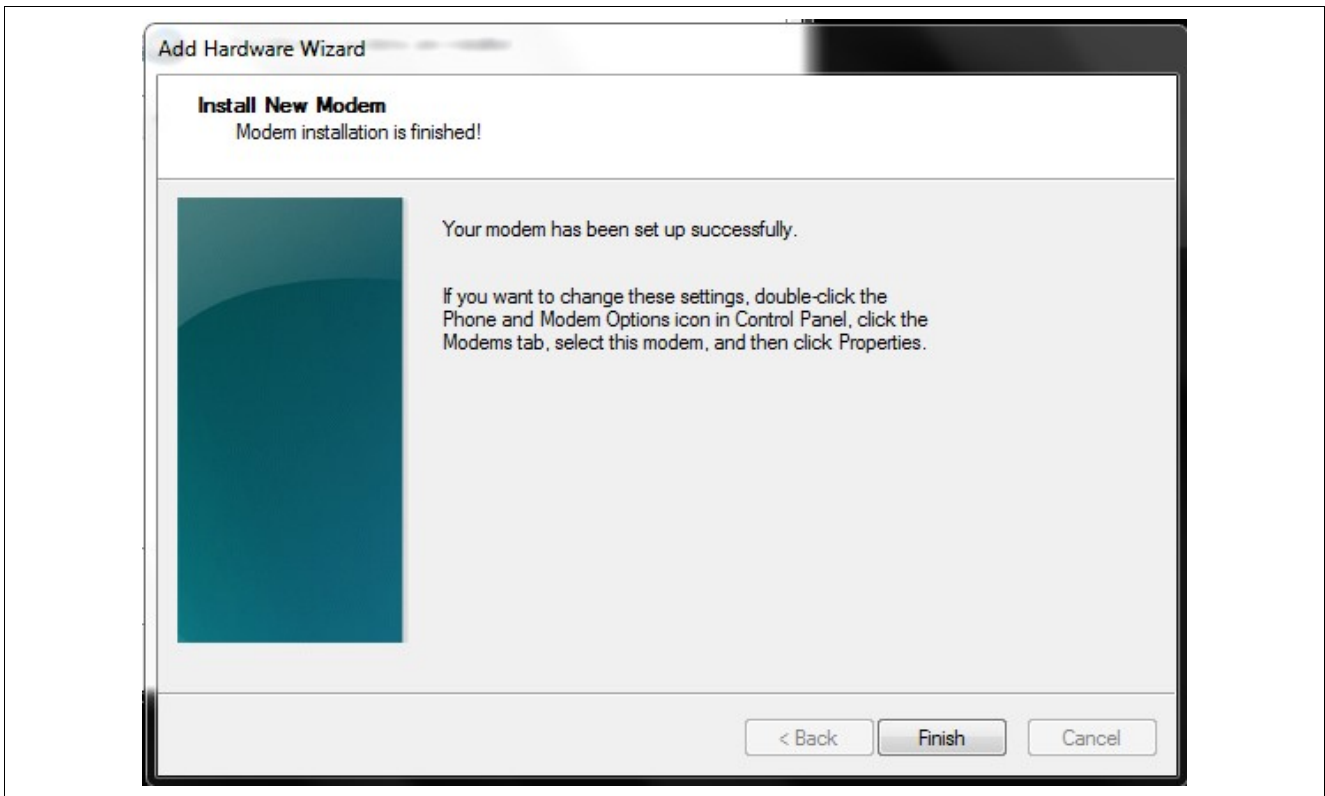 Add Hardware Wizard
Install New Modem
Modem installation is finished!
Your modem has been set up successfully.
If you want to change these settings, double-click the
Phone and Modem Options icon in Control Panel, click the
Modems tab, select this modem, and then click Properties.
< Back Finish Cancel